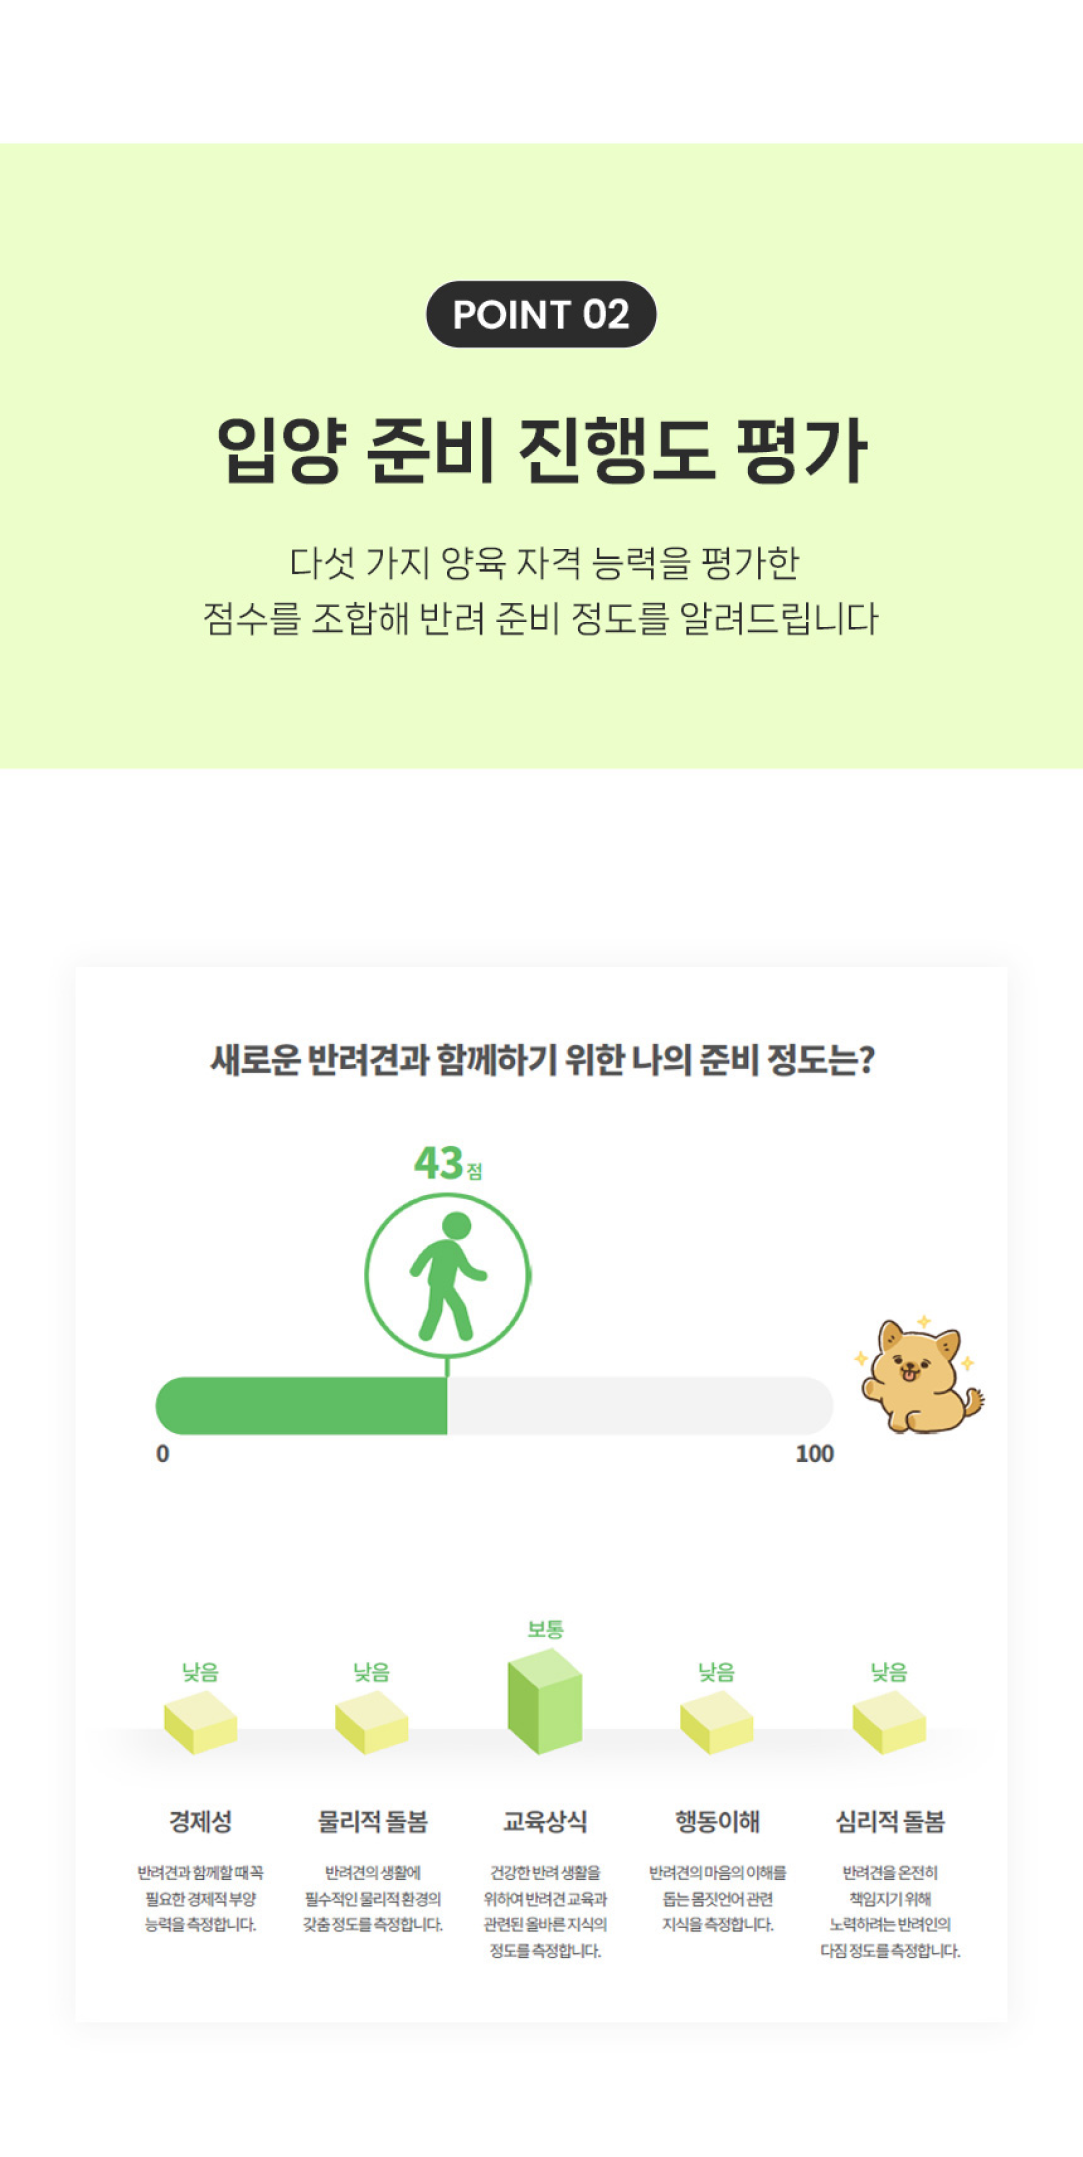 POINT 02
입양 준비 진행도 평가
다섯 가지 양육 자격 능력을 평가한
점수를 조합해 반려 준비 정도를 알려드립니다
새로운 반려견과 함께하기 위한 나의 준비 정도는?
43점
0
100
낮음
낮음
보통
낮음
낮음
경제성
반려견과 함께할 때 꼭
필요한 경제적 부양
능력을 측정합니다.
물리적 돌봄
반려견의 생활에
필수적인 물리적 환경의
갖춤 정도를 측정합니다.
교육상식
건강한 반려 생활을
위하여 반려견 교육과
관련된 올바른 지식의
정도를 측정합니다.
행동이해
반려견의 마음의 이해를
돕는 몸짓언어 관련
지식을 측정합니다.
심리적 돌봄
반려견을 온전히
책임지기 위해
노력하려는 반려인의
다짐 정도를 측정합니다.